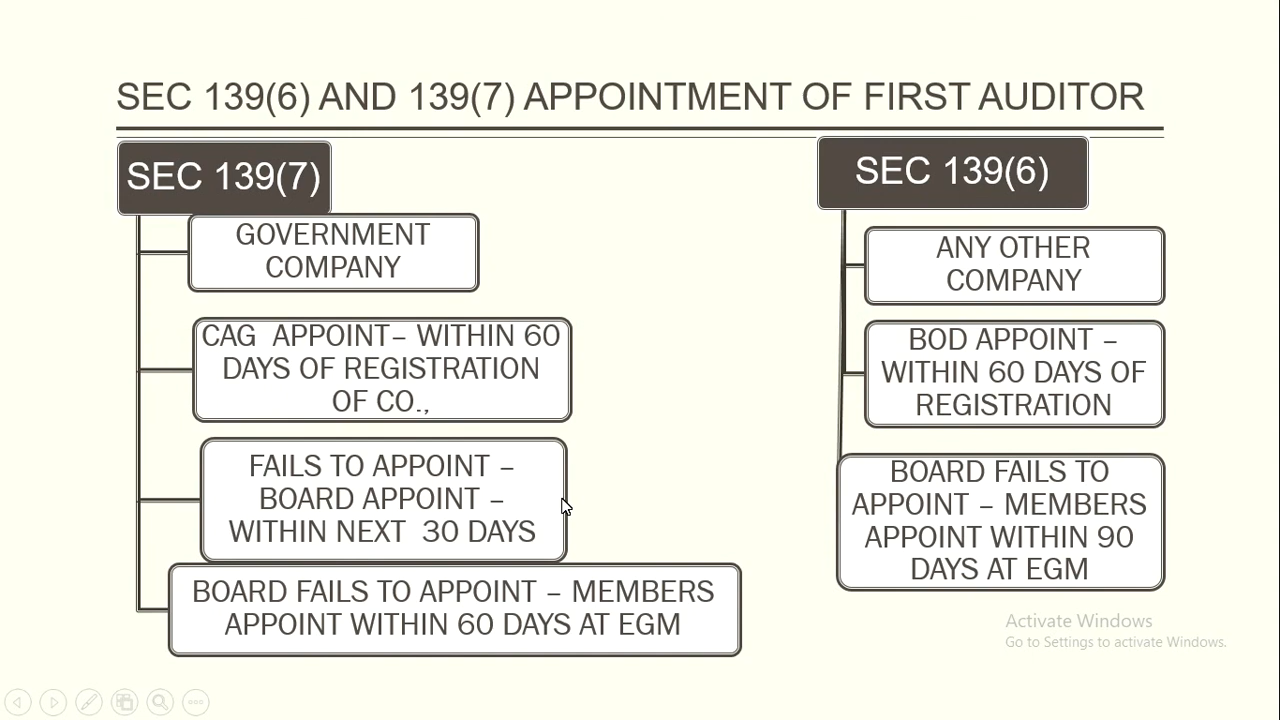 SEC 139(6) AND 139(7) APPOINTMENT OF FIRST AUDITOR
SEC 139(7)
GOVERNMENT
COMPANY
CAG  APPOINT– WITHIN 60
DAYS OF REGISTRATION
OF CO.,
FAILS TO APPOINT –
BOARD APPOINT –
WITHIN NEXT  30 DAYS
BOARD FAILS TO APPOINT – MEMBERS
APPOINT WITHIN 60 DAYS AT EGM
SEC 139(6)
ANY OTHER
COMPANY
BOD APPOINT –
WITHIN 60 DAYS OF
REGISTRATION
BOARD FAILS TO
APPOINT – MEMBERS
APPOINT WITHIN 90
DAYS AT EGM
Activate Windows
Go to Settings to activate Windows.